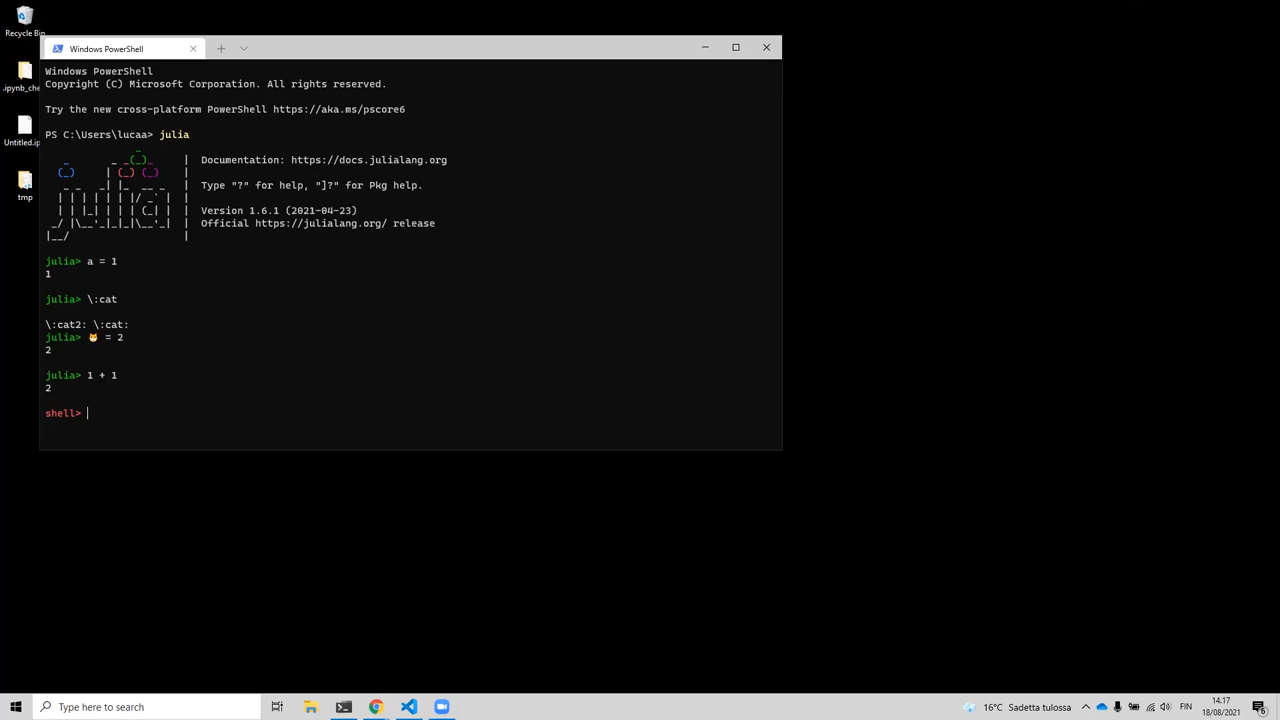 Recycle Bin
.ipynb_che
Untitled.ip
tmp
Windows PowerShell
Windows PowerShell
Copyright (C) Microsoft Corporation. All rights reserved.
Try the new cross-platform PowerShell https://aka.ms/pscore6
PS C:\Users\lucaa> julia
Documentation: https://docs.julialang.org
Type "?" for help, "]?" for Pkg help.
Version 1.6.1 (2021-04-23)
Official https://julialang.org/ release
julia> a = 1
1
julia> \:cat
\:cat2: \:cat:
julia> 🐱 = 2
2
julia> 1 + 1
2
shell>
Type here to search
16°C Sadetta tulossa
FIN
14.17
18/08/2021
6